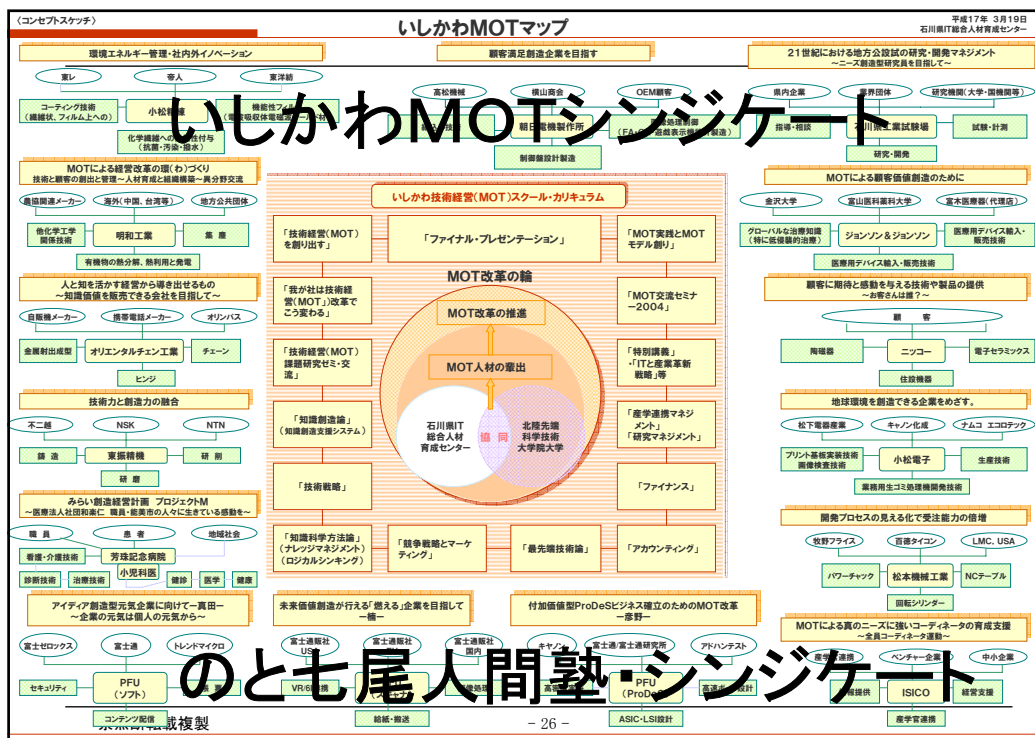 〈コンセプトスケッチ〉
いしかわMOTマップ
平成17年 3月19日
石川県IT総合人材育成センター
環境エネルギー管理・社内外イノベーション
東レ
帝人
東洋紡
コーティング技術
(繊維状、フィルム上への)
小松精練
機能性フィル
化学繊維への
性付与
(抗菌・汚染・撥水)
顧客満足創造企業を目指す
高松機械
横山商会
OEM顧客
朝日電機製作所
制御盤設計製造
21世紀における地方公設試の研究・開発マネジメント
～ニーズ創造型研究員を目指して～
県内企業
業界団体
研究機関(大学・国機関等)
指導・相談
石川県工業試験場
試験・計測
研究・開発
いしかわMOTシンジケート
MOTによる経営改革の環(わ)づくり
技術と顧客の創出と管理～人材育成と組織構築～異分野交流
農協関連メーカー
海外(中国、台湾等)
地方公共団体
他化学工学
関係技術
明和工業
集 塵
有機物の熱分解、熱利用と発電
人と知を活かす経営から導き出せるもの
～知識価値を販売できる会社を目指して～
自販機メーカー
携帯電話メーカー
オリンパス
金属射出成型
オリエンタルチェン工業
チェーン
ヒンジ
技術力と創造力の融合
不二越
NSK
NTN
鋳 造
東振精機
研 削
研 磨
みらい創造経営計画 プロジェクトM
～医療法人社団和楽仁 職員・能美市の人々に生きている感動を～
職 員
患 者
地域社会
看護・介護技術
芳珠記念病院
小児科医
診断技術
治療技術
健診
医学
健康
いしかわ技術経営(MOT)スクール・カリキュラム
「技術経営(MOT)
を創り出す」
「ファイナル・プレゼンテーション」
「MOT実践とMOT
モデル創り」
MOT改革の輪
「我が社は技術経
営(MOT)改革で
こう変わる」
MOT改革の推進
「MOT交流セミナ
ー2004」
「技術経営(MOT)
課題研究ゼミ・交
流」
MOT人材の輩出
「特別講義」
・「ITと産業革新
戦略」等
「知識創造論」
(知識創造支援システム)
石川県IT
総合人材
育成センター
協 同
北陸先端
科学技術
大学院大学
「産学連携マネジ
メント」
「研究マネジメント」
「技術戦略」
「ファイナンス」
「知識科学方法論」
(ナレッジマネジメント)
(ロジカルシンキング)
「競争戦略とマーケ
ティング」
「最先端技術論」
「アカウンティング」
MOTによる顧客価値創造のために
金沢大学
富山医科薬科大学
富木医療器(代理店)
グローバルな治療知識
(特に低侵襲的治療)
ジョンソン&ジョンソン
医療用デバイス輸入・
販売技術
医療用デバイス輸入・販売技術
顧客に期待と感動を与える技術や製品の提供
～お客さんは誰？～
顧 客
陶磁器
ニッコー
電子セラミックス
住設機器
地球環境を創造できる企業をめざす。
松下電器産業
キャノン化成
ナムコ エコロテック
プリント基板実装技術
画像検査技術
小松電子
生産技術
業務用生ゴミ処理機開発技術
開発プロセスの見える化で受注能力の倍増
牧野フライス
百德タイコン
LMC. USA
パワーチャック
松本機械工業
NCテーブル
回転シリンダー
アイディア創造型元気企業に向けてー真田ー
～企業の元気は個人の元気から～
富士ゼロックス
富士通
トレンドマイクロ
セキュリティ
PFU
(ソフト)
コンテンツ配信
未来価値創造が行える「燃える」企業を目指して
ー楠ー
富士通販社
US
富士通販社
富士通販社
国内
給紙・搬送
付加価値型ProDeSビジネス確立のためのMOT改革
ー彦野ー
キヤノン
富士通/富士通研究所
アドバンテスト
PFU
(ProDeS)
ASIC・LSI設計
MOTによる真のニーズに強いコーディネータの育成支援
～全員コーディネータ運動～
産学官連携
ベンチャー企業
中小企業
ISICO
経営支援
産学官連携
のと七尾人間塾・シンジケート
無断転載複製
- 26 -